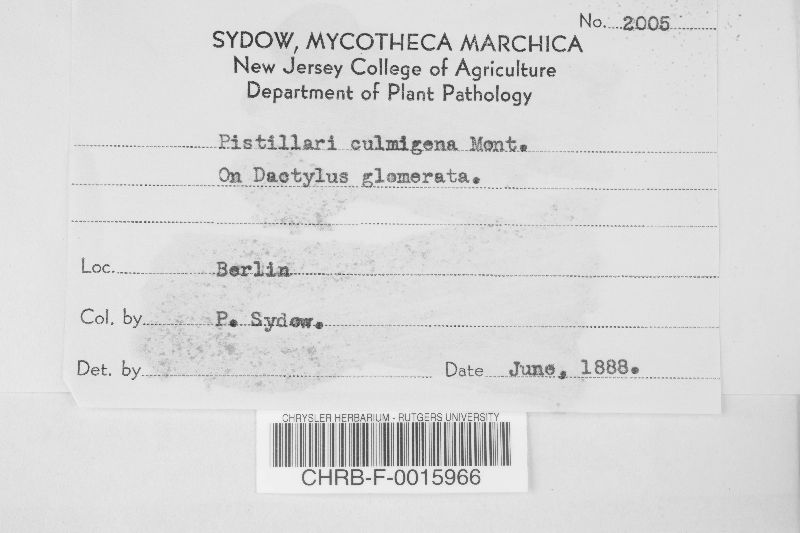 No. 2005
SYDOW, MYCOTHECA MARCHICA
New Jersey College of Agriculture
Department of Plant Pathology
Pistillari culmigena Mont.
On Dactylus glomerata.
Loc. Berlin
Col. by P. Sydow.
Det. by
Date June, 1888.
CHRYSLER HERBARIUM - RUTGERS UNIVERSITY
CHRB-F-0015966